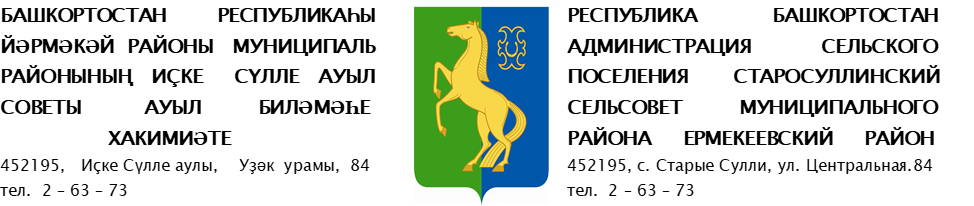 БАШКОРТОСТАН РЕСПУБЛИКАҺЫ
ЙӘРМӘКӘЙ РАЙОНЫ МУНИЦИПАЛЬ
РАЙОНЫНЫҢ ИҪКЕ СҮЛЛЕ АУЫЛ
СОВЕТЫ АУЫЛ БИЛӘМӘҺЕ
ХАКИМИӘТЕ
452195, Иҫке Сүлле аулы, Уҙәк урамы, 84
тел. 2 – 63 – 73
РЕСПУБЛИКА БАШКОРТОСТАН
АДМИНИСТРАЦИЯ СЕЛЬСКОГО
ПОСЕЛЕНИЯ СТАРОСУЛЛИНСКИЙ
СЕЛЬСОВЕТ МУНИЦИПАЛЬНОГО
РАЙОНА ЕРМЕКЕЕВСКИЙ РАЙОН
452195, с. Старые Сулли, ул. Центральная.84
тел. 2 – 63 – 73